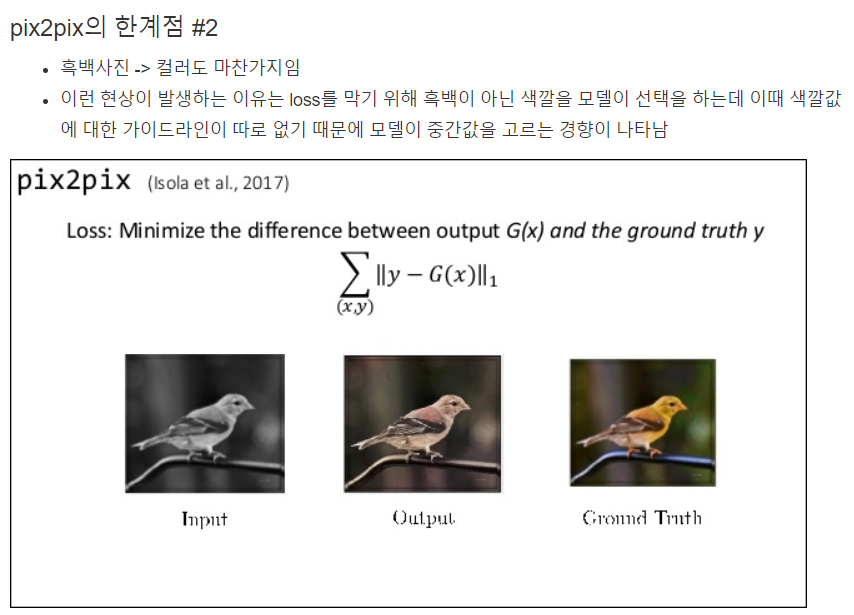 pix2pix의 한계점 #2
• 흑백사진 -> 컬러도 마찬가지임
• 이런 현상이 발생하는 이유는 loss를 막기 위해 흑백이 아닌 색깔을 모델이 선택을 하는데 이때 색깔값
에 대한 가이드라인이 따로 없기 때문에 모델이 중간값을 고르는 경향이 나타남
pix2pix (Isola et al., 2017)
Loss: Minimize the difference between output G(x) and the ground truth y
∑‖y − G(x)‖₁
(x,y)
Input Output Ground Truth